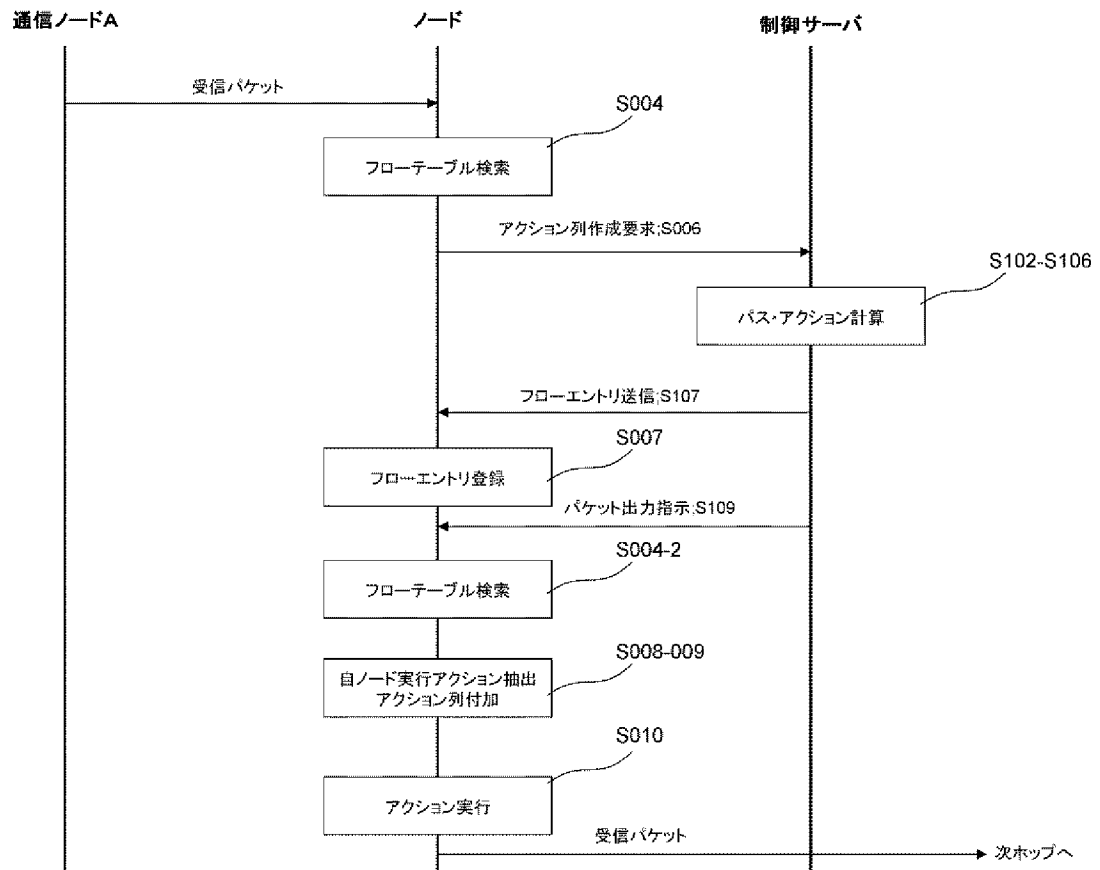 通信ノードA
ノード
制御サーバ
受信パケット
S004
フローテーブル検索
アクション列作成要求;S006
S102-S106
パス・アクション計算
フローエントリ送信;S107
S007
フローエントリ登録
パケット出力指示;S109
S004-2
フローテーブル検索
S008-009
自ノード実行アクション抽出
アクション列付加
S010
アクション実行
受信パケット
次ホップへ